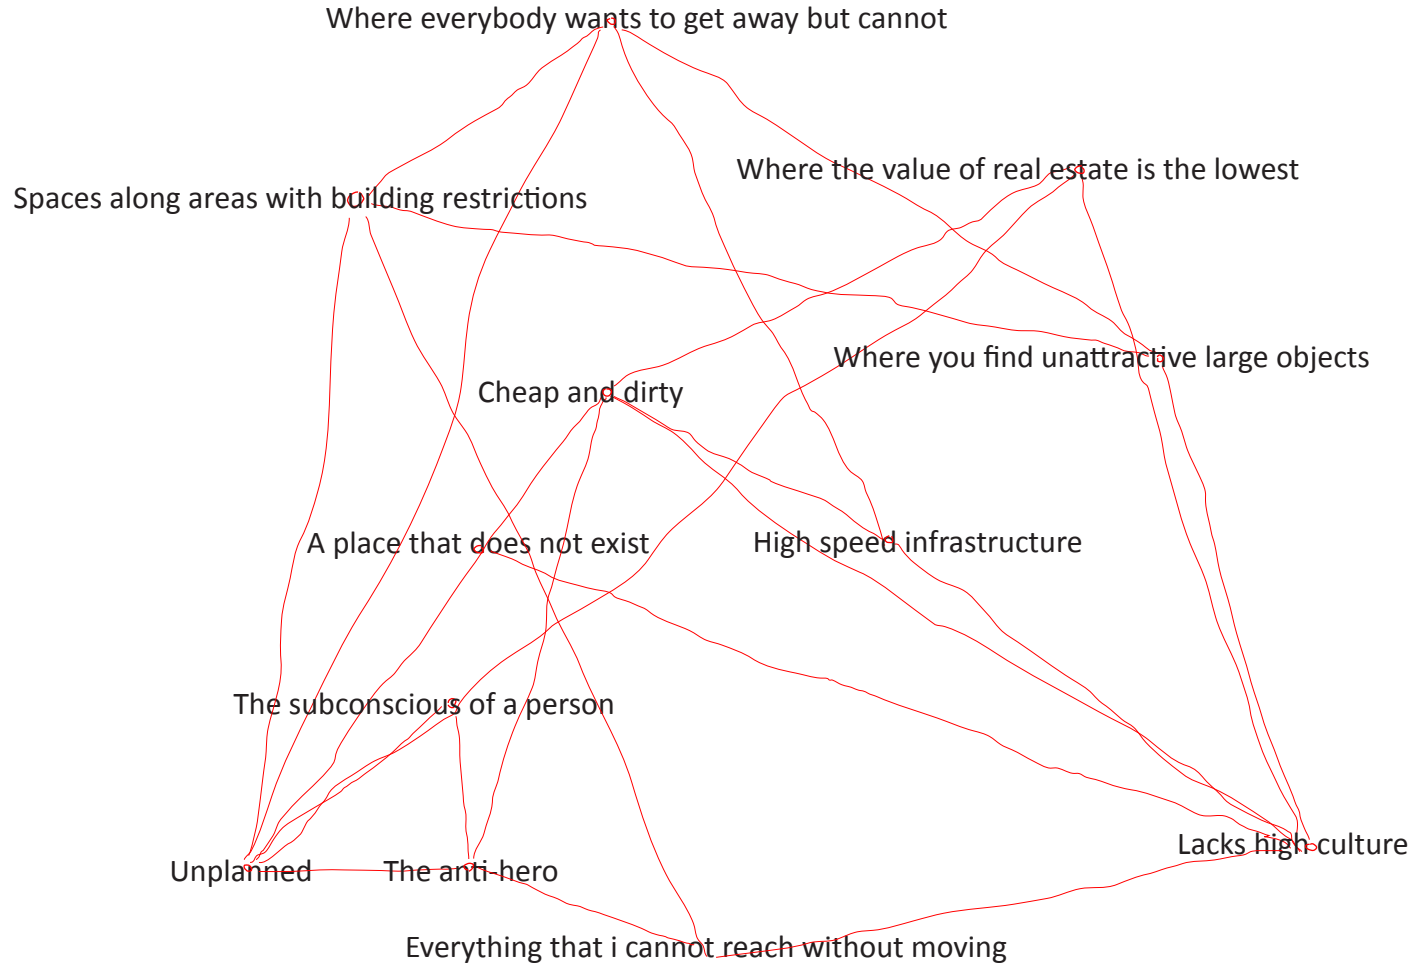 Where everybody wants to get away but cannot
Where the value of real estate is the lowest
Spaces along areas with building restrictions
Where you find unattractive large objects
Cheap and dirty
A place that does not exist
High speed infrastructure
The subconscious of a person
Lacks high culture
Unplanned
The anti-hero
Everything that i cannot reach without moving